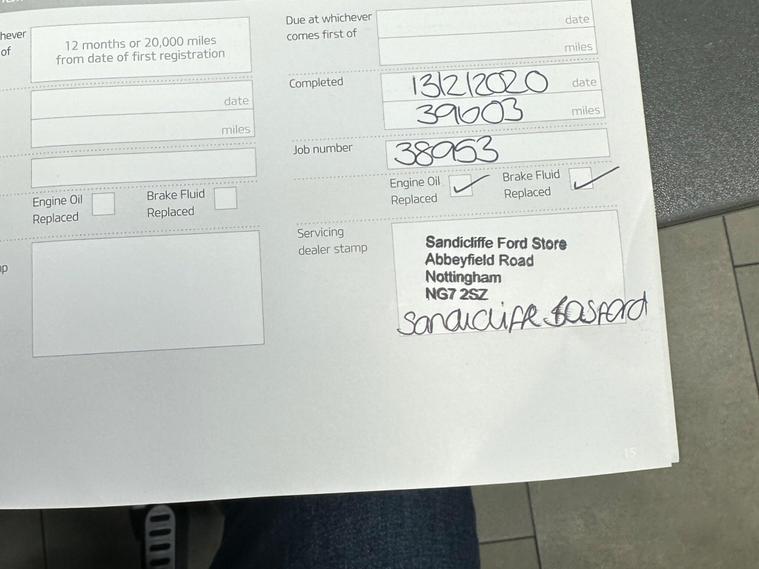 hever
of
12 months or 20,000 miles
from date of first registration
date
miles
Engine Oil
Replaced
Brake Fluid
Replaced
p
Due at whichever
comes first of
date
miles
Completed
13/2/2020
date
39603
miles
Job number
38953
Engine Oil
Replaced
Brake Fluid
Replaced
Servicing
dealer stamp
Sandicliffe Ford Store
Abbeyfield Road
Nottingham
NG7 2SZ
Sandicliffe Basford
15